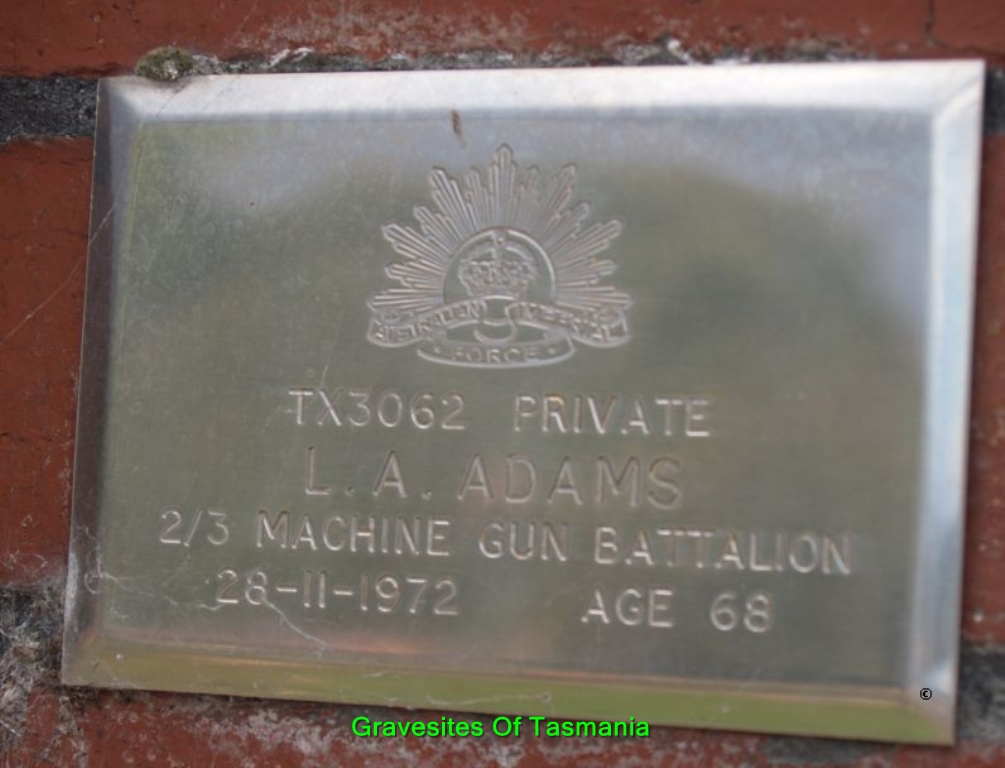 AUSTRALIAN IMPERIAL
FORCE
TX3062 PRIVATE
L. A. ADAMS
2/3 MACHINE GUN BATTALION
28-11-1972 AGE 68
©
Gravesites Of Tasmania